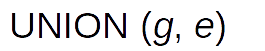 UNION (g, e)